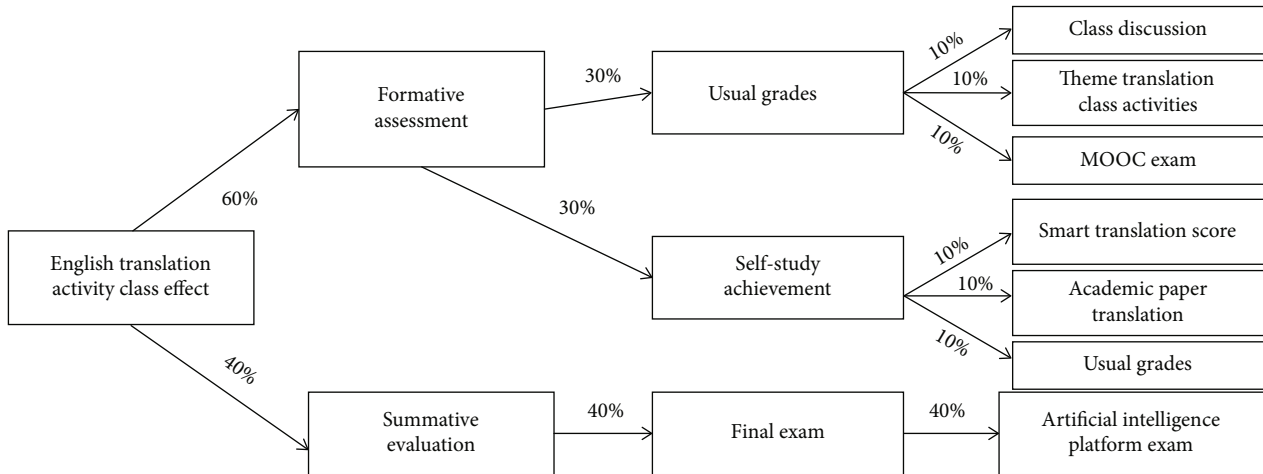 English translation
activity class effect
60%
40%
Formative
assessment
30%
30%
Usual grades
10%
10%
10%
Class discussion
Theme translation
class activities
MOOC exam
Self-study
achievement
10%
10%
10%
Smart translation score
Academic paper
translation
Usual grades
Summative
evaluation
40%
Final exam
40%
Artificial intelligence
platform exam